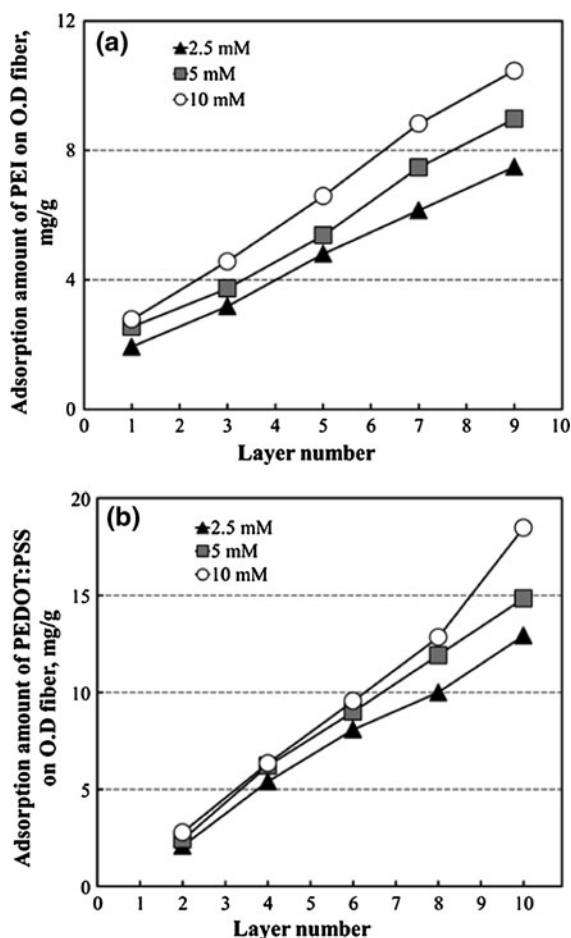 (a)
▲ 2.5 mM
■ 5 mM
○ 10 mM
Adsorption amount of PEI on O.D fiber,
mg/g
12
8
4
0
0 1 2 3 4 5 6 7 8 9 10
Layer number
(b)
▲ 2.5 mM
■ 5 mM
○ 10 mM
Adsorption amount of PEDOT:PSS
on O.D fiber, mg/g
20
15
10
5
0
0 1 2 3 4 5 6 7 8 9 10
Layer number